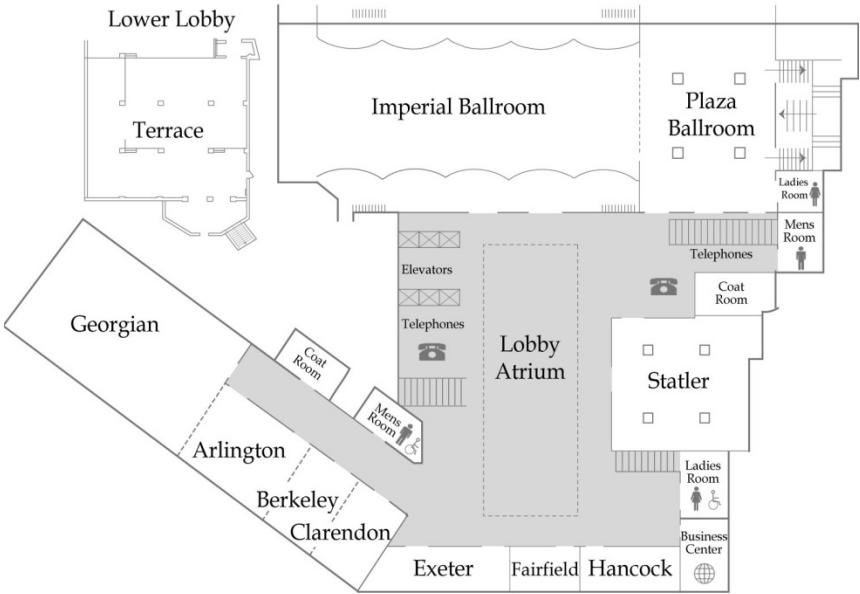 Lower Lobby
Terrace
Imperial Ballroom
Plaza
Ballroom
Ladies
Room
Mens
Room
Telephones
Coat
Room
Elevators
Telephones
Lobby
Atrium
Statler
Georgian
Coat
Room
Mens
Room
Arlington
Berkeley
Clarendon
Ladies
Room
Business
Center
Exeter
Fairfield
Hancock